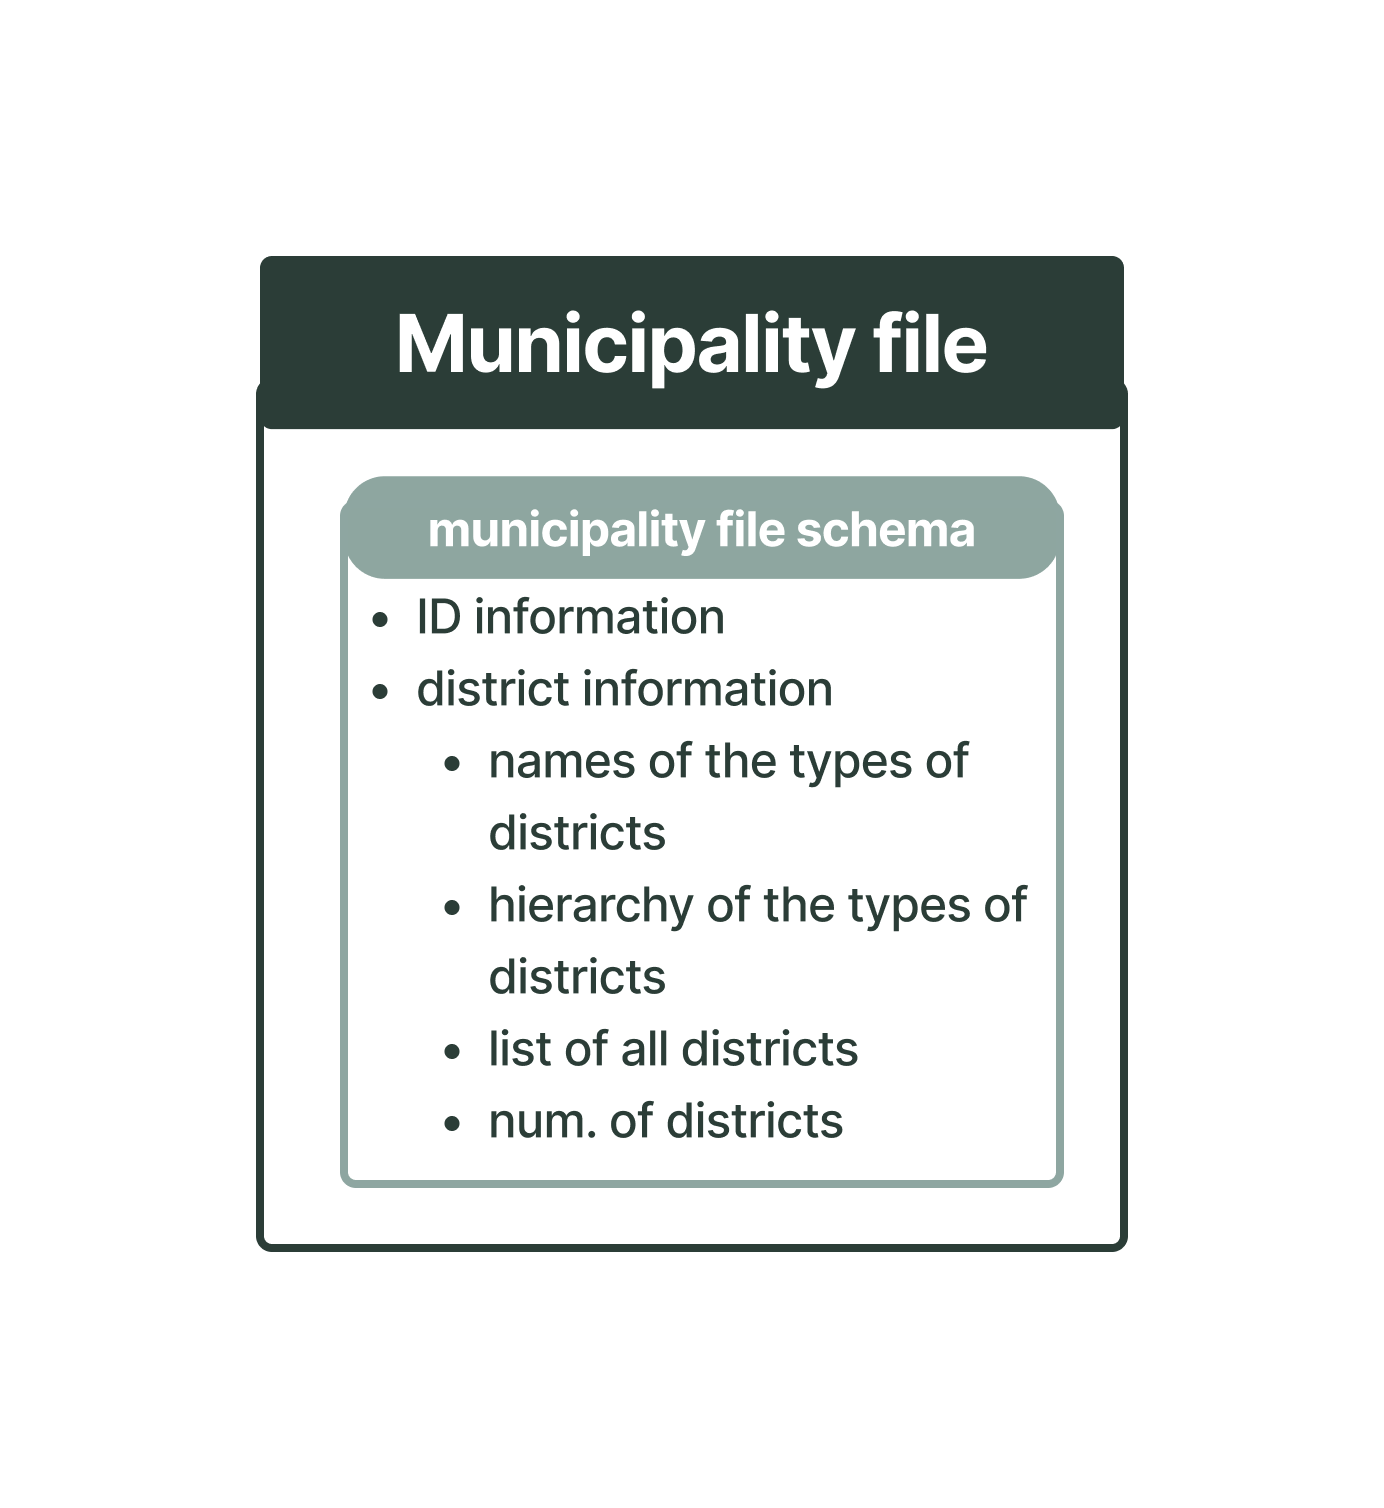 Municipality file
municipality file schema
• ID information
• district information
• names of the types of
districts
• hierarchy of the types of
districts
• list of all districts
• num. of districts